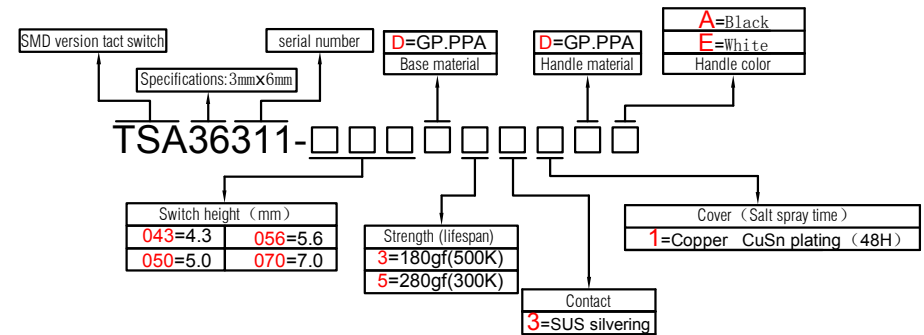 SMD version tact switch
serial number
Specifications:3mm×6mm
D=GP.PPA
Base material
D=GP.PPA
Handle material
A=Black
E=White
Handle color
TSA36311-□□□□□□□□□
Switch height（mm）
043=4.3 056=5.6
050=5.0 070=7.0
Strength (lifespan)
3=180gf(500K)
5=280gf(300K)
Contact
3=SUS silvering
Cover（Salt spray time）
1=Copper CuSn plating（48H）